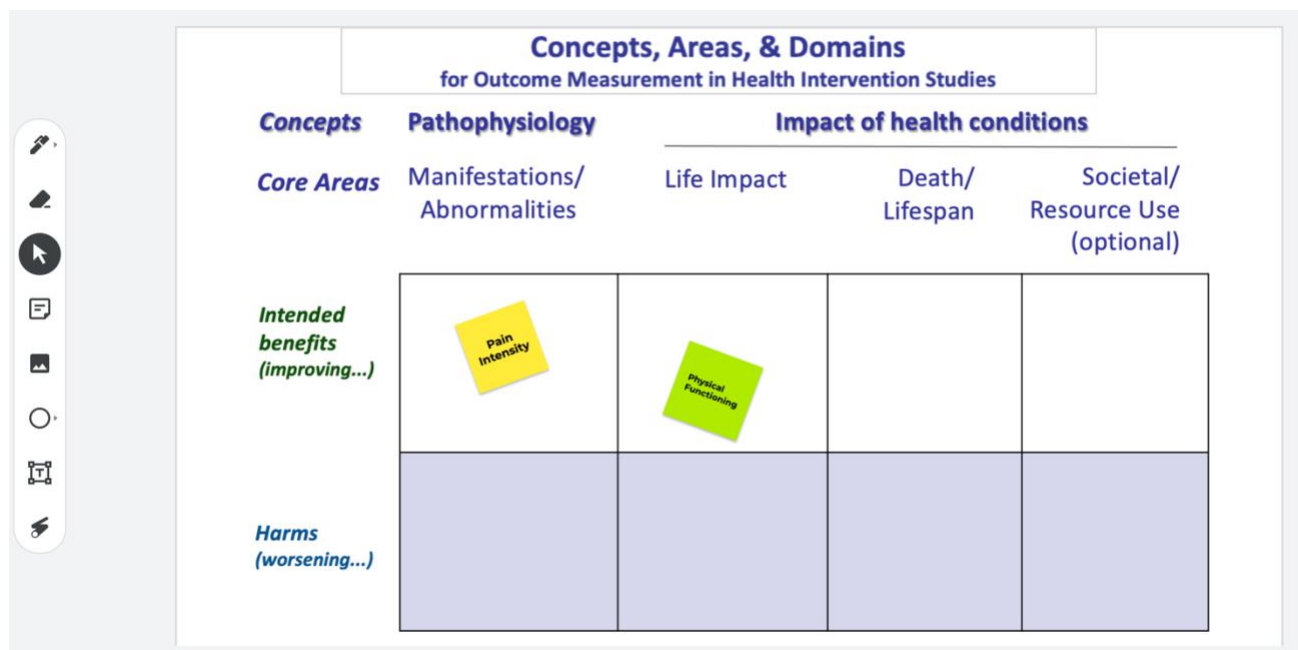 Concepts, Areas, & Domains
for Outcome Measurement in Health Intervention Studies
Concepts
Pathophysiology
Impact of health conditions
Core Areas
Manifestations/
Abnormalities
Life Impact
Death/
Lifespan
Societal/
Resource Use
(optional)
Intended
benefits
(improving...)
Pain
Intensity
Physical
Functioning
Harms
(worsening...)
T